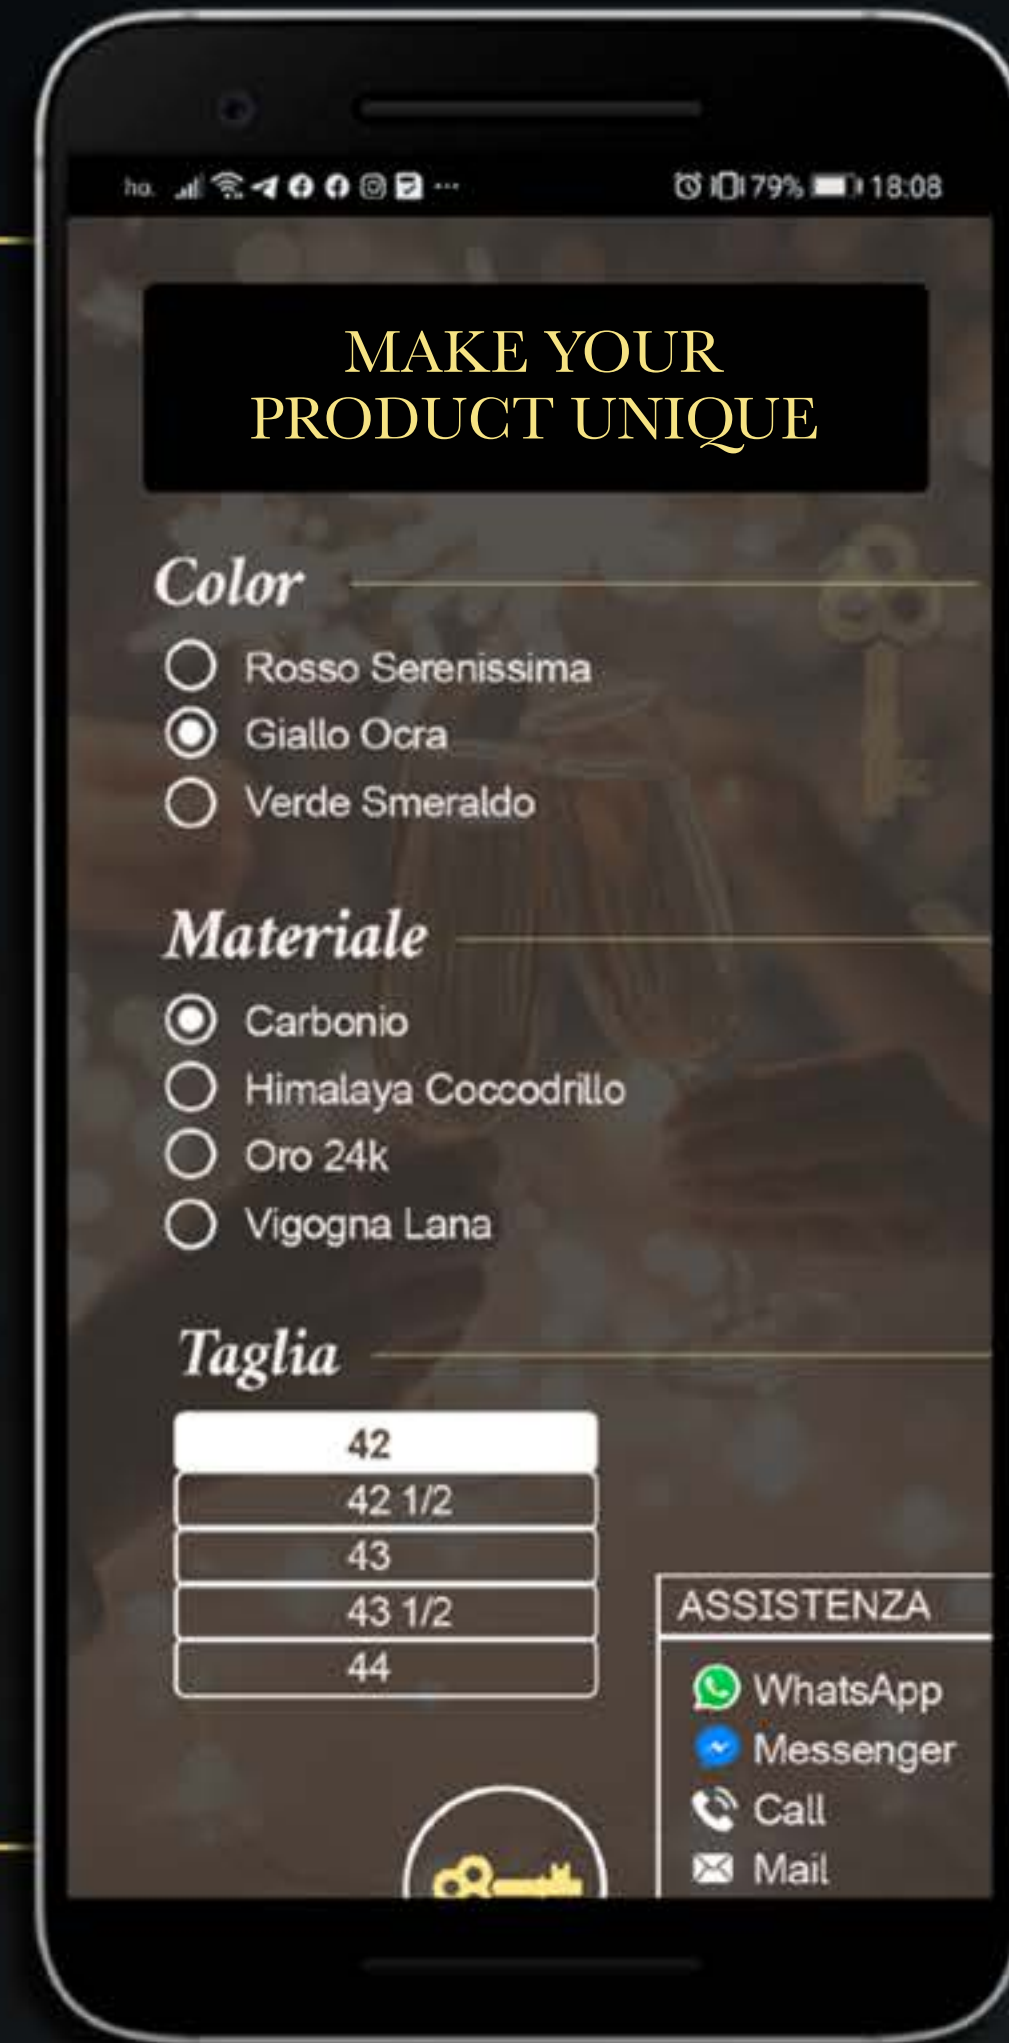 ho.
79% 18:08
MAKE YOUR
PRODUCT UNIQUE
Color
Rosso Serenissima
Giallo Ocra
Verde Smeraldo
Materiale
Carbonio
Himalaya Coccodrillo
Oro 24k
Vigogna Lana
Taglia
42
42 1/2
43
43 1/2
44
ASSISTENZA
WhatsApp
Messenger
Call
Mail